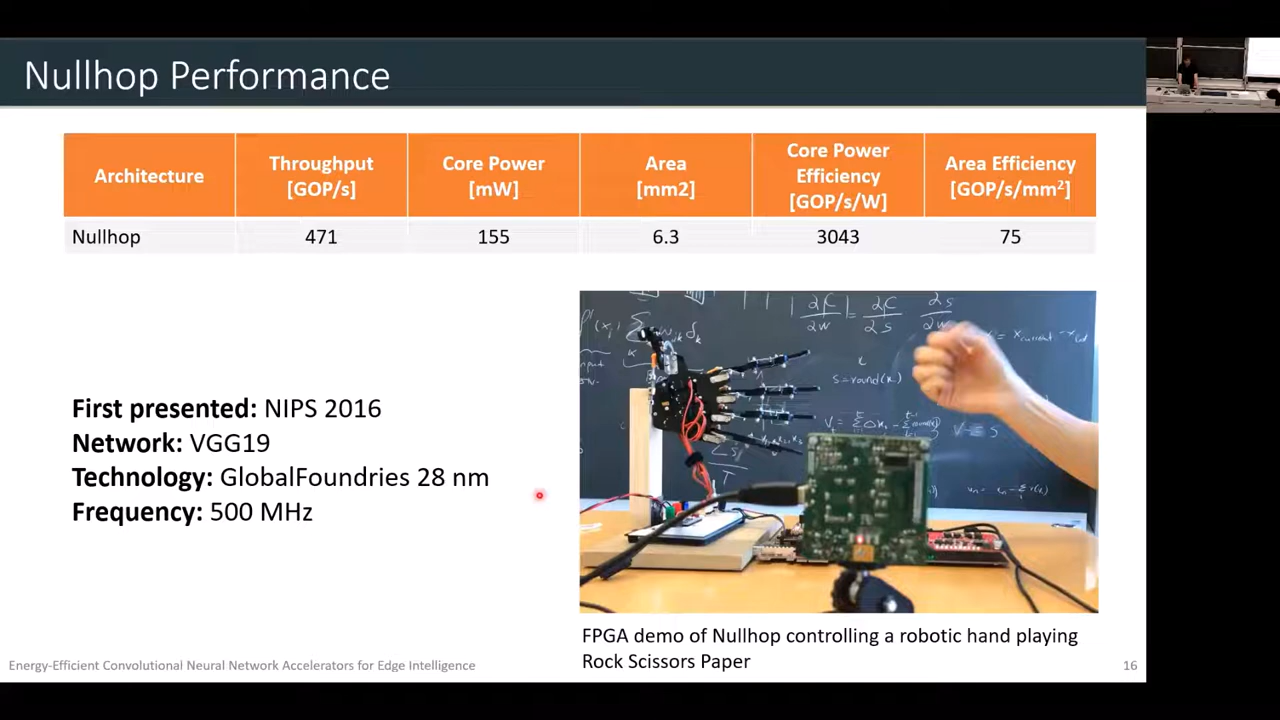 Nullhop Performance
Architecture
Throughput
[GOP/s]
Core Power
[mW]
Area
[mm2]
Core Power
Efficiency
[GOP/s/W]
Area Efficiency
[GOP/s/mm²]
Nullhop 471 155 6.3 3043 75
First presented: NIPS 2016
Network: VGG19
Technology: GlobalFoundries 28 nm
Frequency: 500 MHz
s=round(x)
FPGA demo of Nullhop controlling a robotic hand playing
Rock Scissors Paper
Energy-Efficient Convolutional Neural Network Accelerators for Edge Intelligence
16